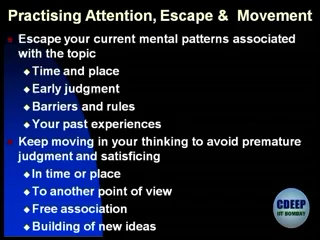 Practising Attention, Escape & Movement
Escape your current mental patterns associated
with the topic
Time and place
Early judgment
Barriers and rules
Your past experiences
Keep moving in your thinking to avoid premature
judgment and satisficing
In time or place
To another point of view
Free association
Building of new ideas
CDEEP
IIT BOMBAY